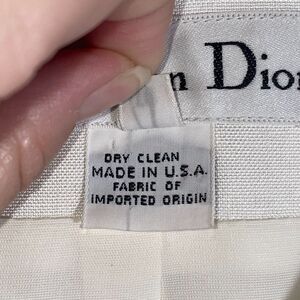 n Dior
DRY CLEAN
MADE IN U.S.A.
FABRIC OF
IMPORTED ORIGIN